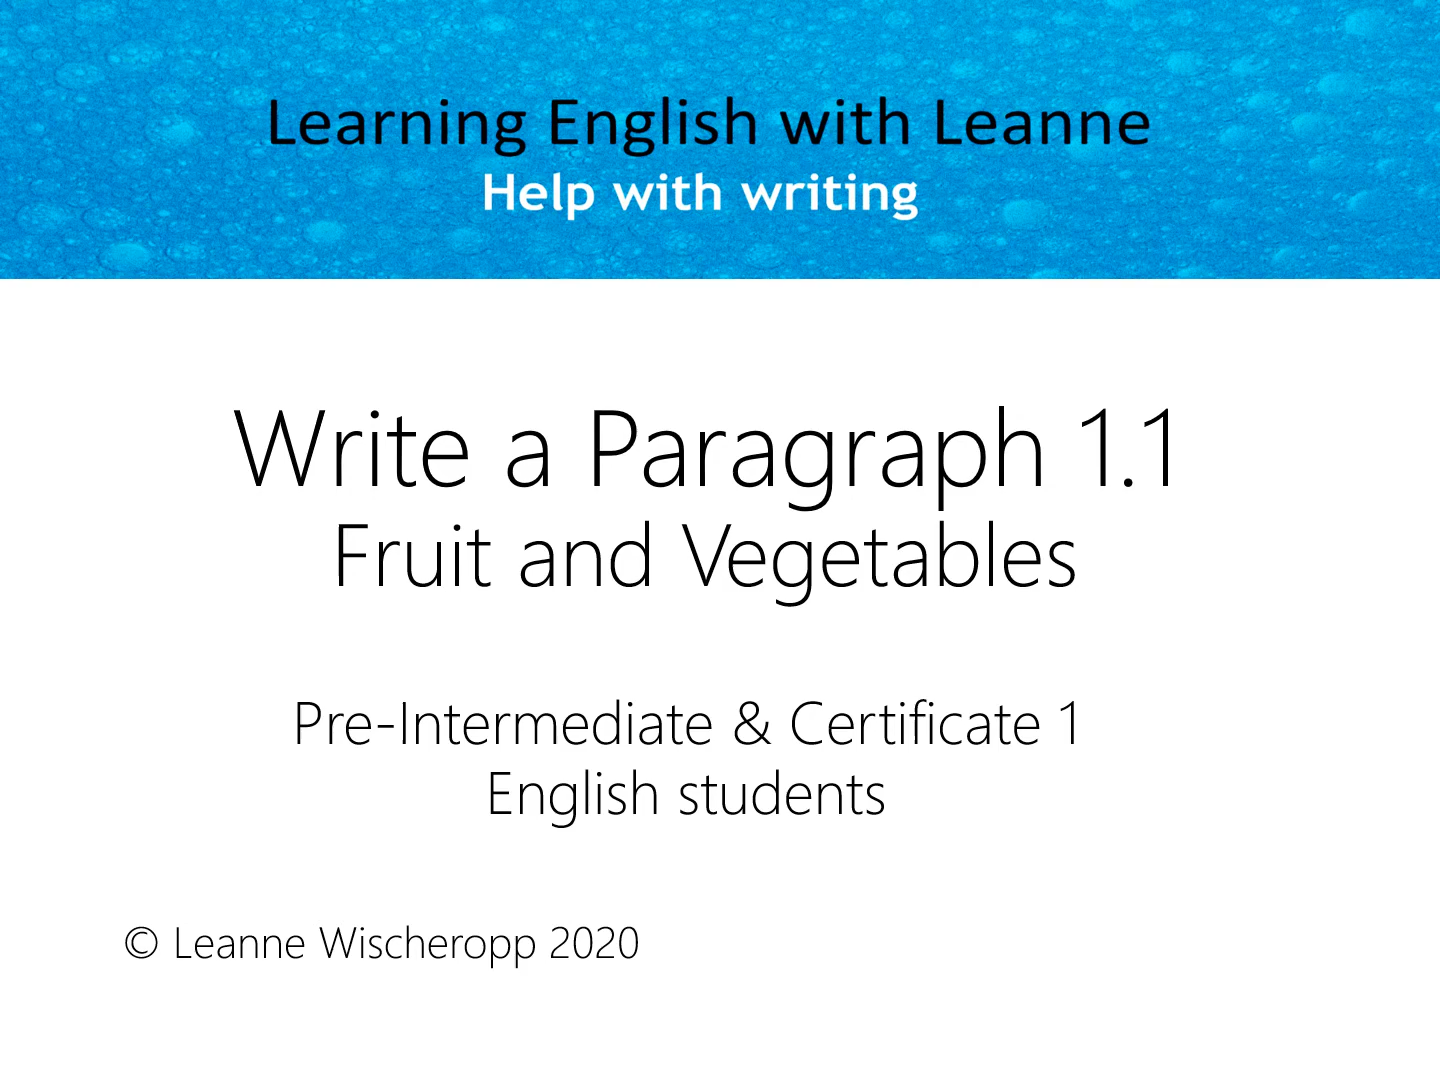 Learning English with Leanne
Help with writing
Write a Paragraph 1.1
Fruit and Vegetables
Pre-Intermediate & Certificate 1
English students
© Leanne Wischeropp 2020